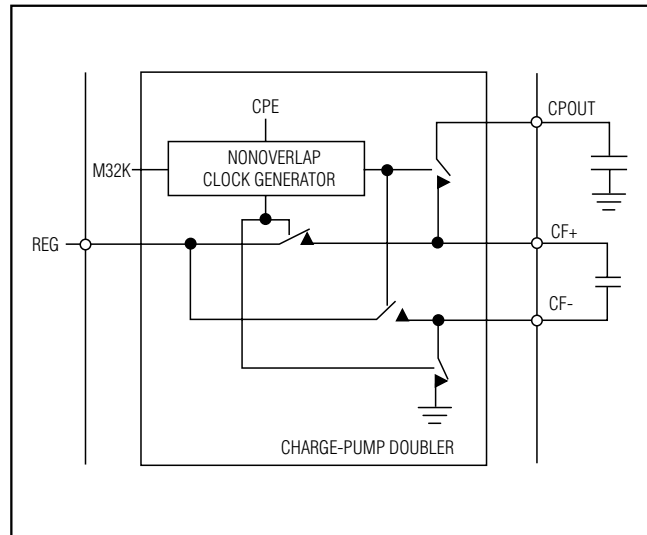 CPE
CPOUT
NONOVERLAP
CLOCK GENERATOR
M32K
REG
CF+
CF-
CHARGE-PUMP DOUBLER